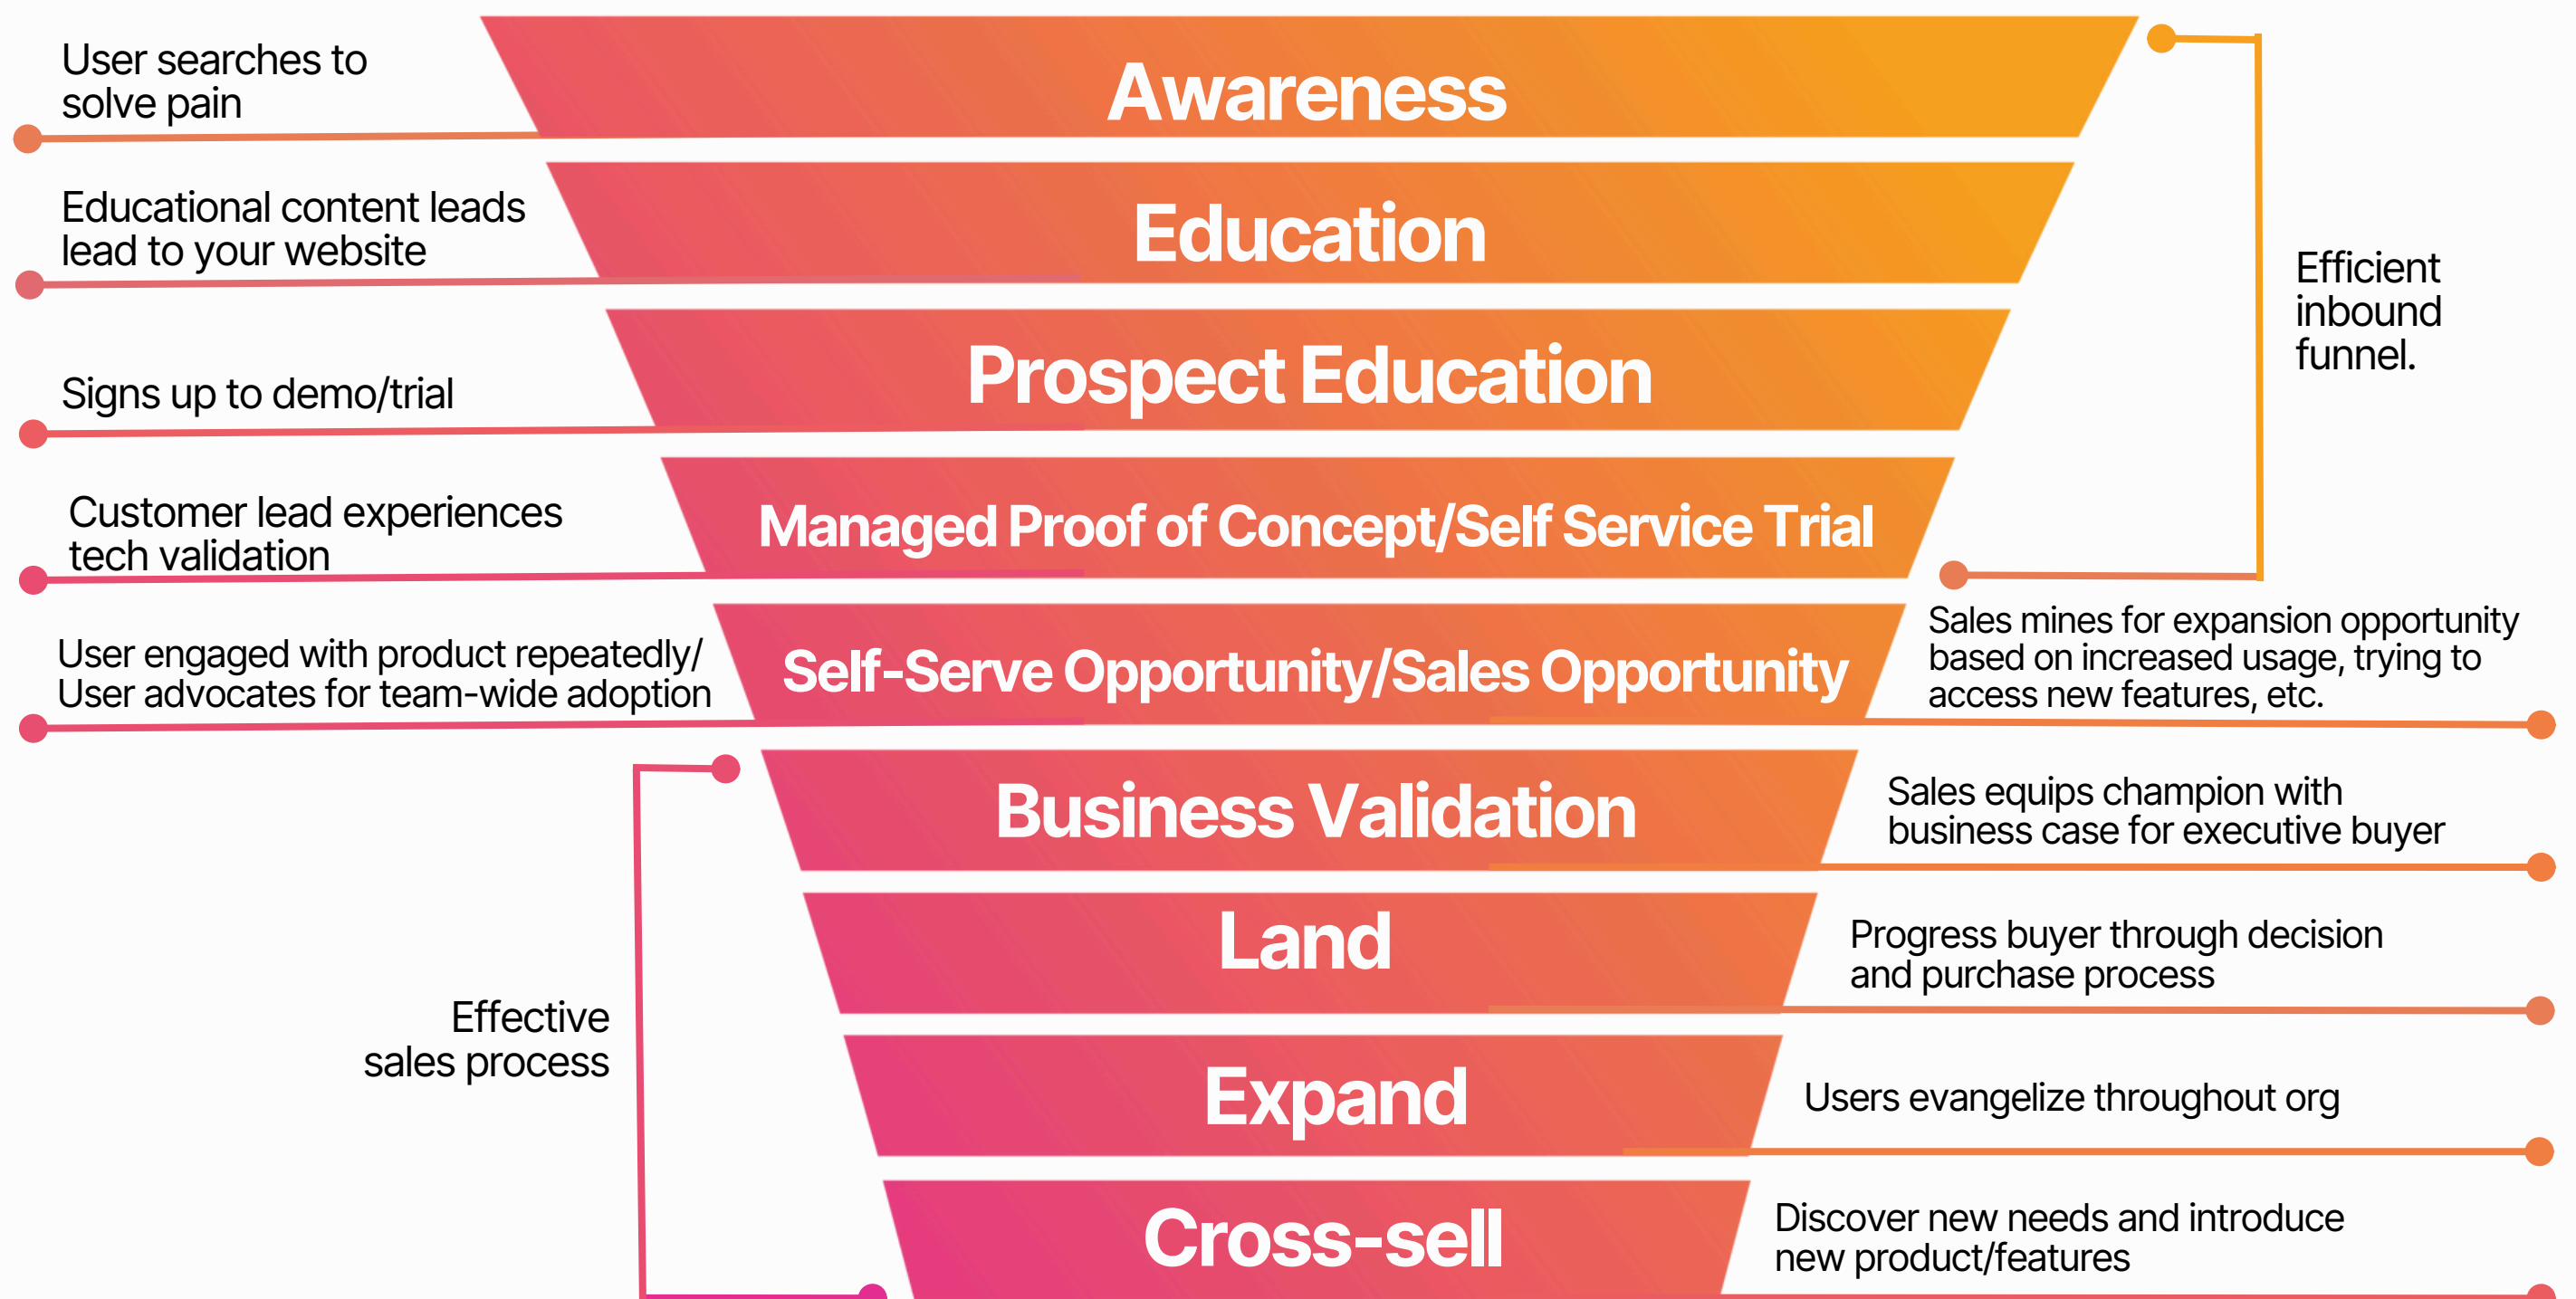 User searches to
solve pain
Awareness
Educational content leads
lead to your website
Education
Efficient
inbound
funnel.
Signs up to demo/trial
Prospect Education
Customer lead experiences
tech validation
Managed Proof of Concept/Self Service Trial
User engaged with product repeatedly/
User advocates for team-wide adoption
Self-Serve Opportunity/Sales Opportunity
Sales mines for expansion opportunity
based on increased usage, trying to
access new features, etc.
Business Validation
Sales equips champion with
business case for executive buyer
Land
Progress buyer through decision
and purchase process
Effective
sales process
Expand
Users evangelize throughout org
Cross-sell
Discover new needs and introduce
new product/features